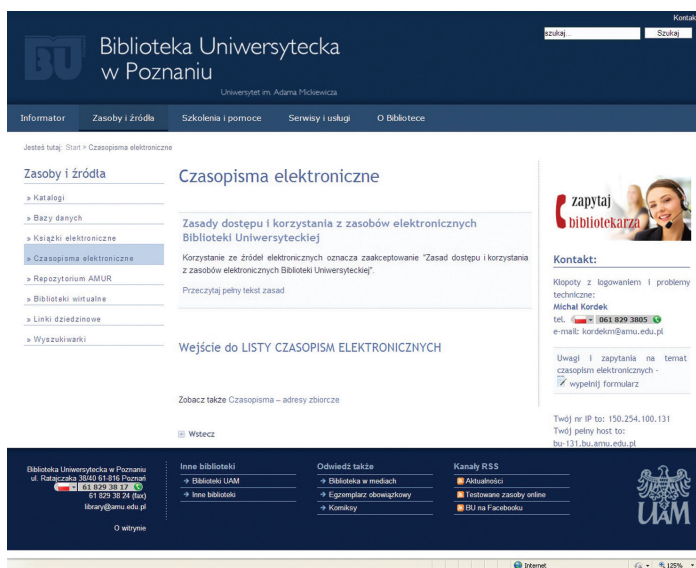 Kontak
szukaj...
Szukaj
BU
Biblioteka Uniwersytecka
w Poznaniu
Uniwersytet im. Adama Mickiewicza
Informator
Zasoby i źródła
Szkolenia i pomoce
Serwisy i usługi
O Bibliotece
Jesteś tutaj: Start » Czasopisma elektroniczne
Zasoby i źródła
» Katalogi
» Bazy danych
» Książki elektroniczne
» Czasopisma elektroniczne
» Repozytorium AMUR
» Biblioteki wirtualne
» Linki dziedzinowe
» Wyszukiwarki
Czasopisma elektroniczne
Zasady dostępu i korzystania z zasobów elektronicznych
Biblioteki Uniwersyteckiej
Korzystanie ze źródeł elektronicznych oznacza zaakceptowanie "Zasad dostępu i korzystania
z zasobów elektronicznych Biblioteki Uniwersyteckiej".
Przeczytaj pełny tekst zasad
Wejście do LISTY CZASOPISM ELEKTRONICZNYCH
Zobacz także Czasopisma – adresy zbiorcze
Wstecz
zapytaj
bibliotekarza
Kontakt:
Kłopoty z logowaniem i problemy
techniczne:
Michał Kordek
tel. 061 829 3805
e-mail: kordekm@amu.edu.pl
Uwagi i zapytania na temat
czasopism elektronicznych -
wypełnij formularz
Twój nr IP to: 150.254.100.131
Twój pełny host to:
bu-131.bu.amu.edu.pl
Biblioteka Uniwersytecka w Poznaniu
ul. Ratajczaka 38/40 61-816 Poznań
61 829 38 17
61 829 38 24 (fax)
library@amu.edu.pl
O witrynie
Inne biblioteki
Biblioteki UAM
Inne biblioteki
Odwiedź także
Biblioteka w mediach
Egzemplarz obowiązkowy
Komiksy
Kanały RSS
Aktualności
Testowane zasoby online
BU na Facebooku
UAM
Internet
125%